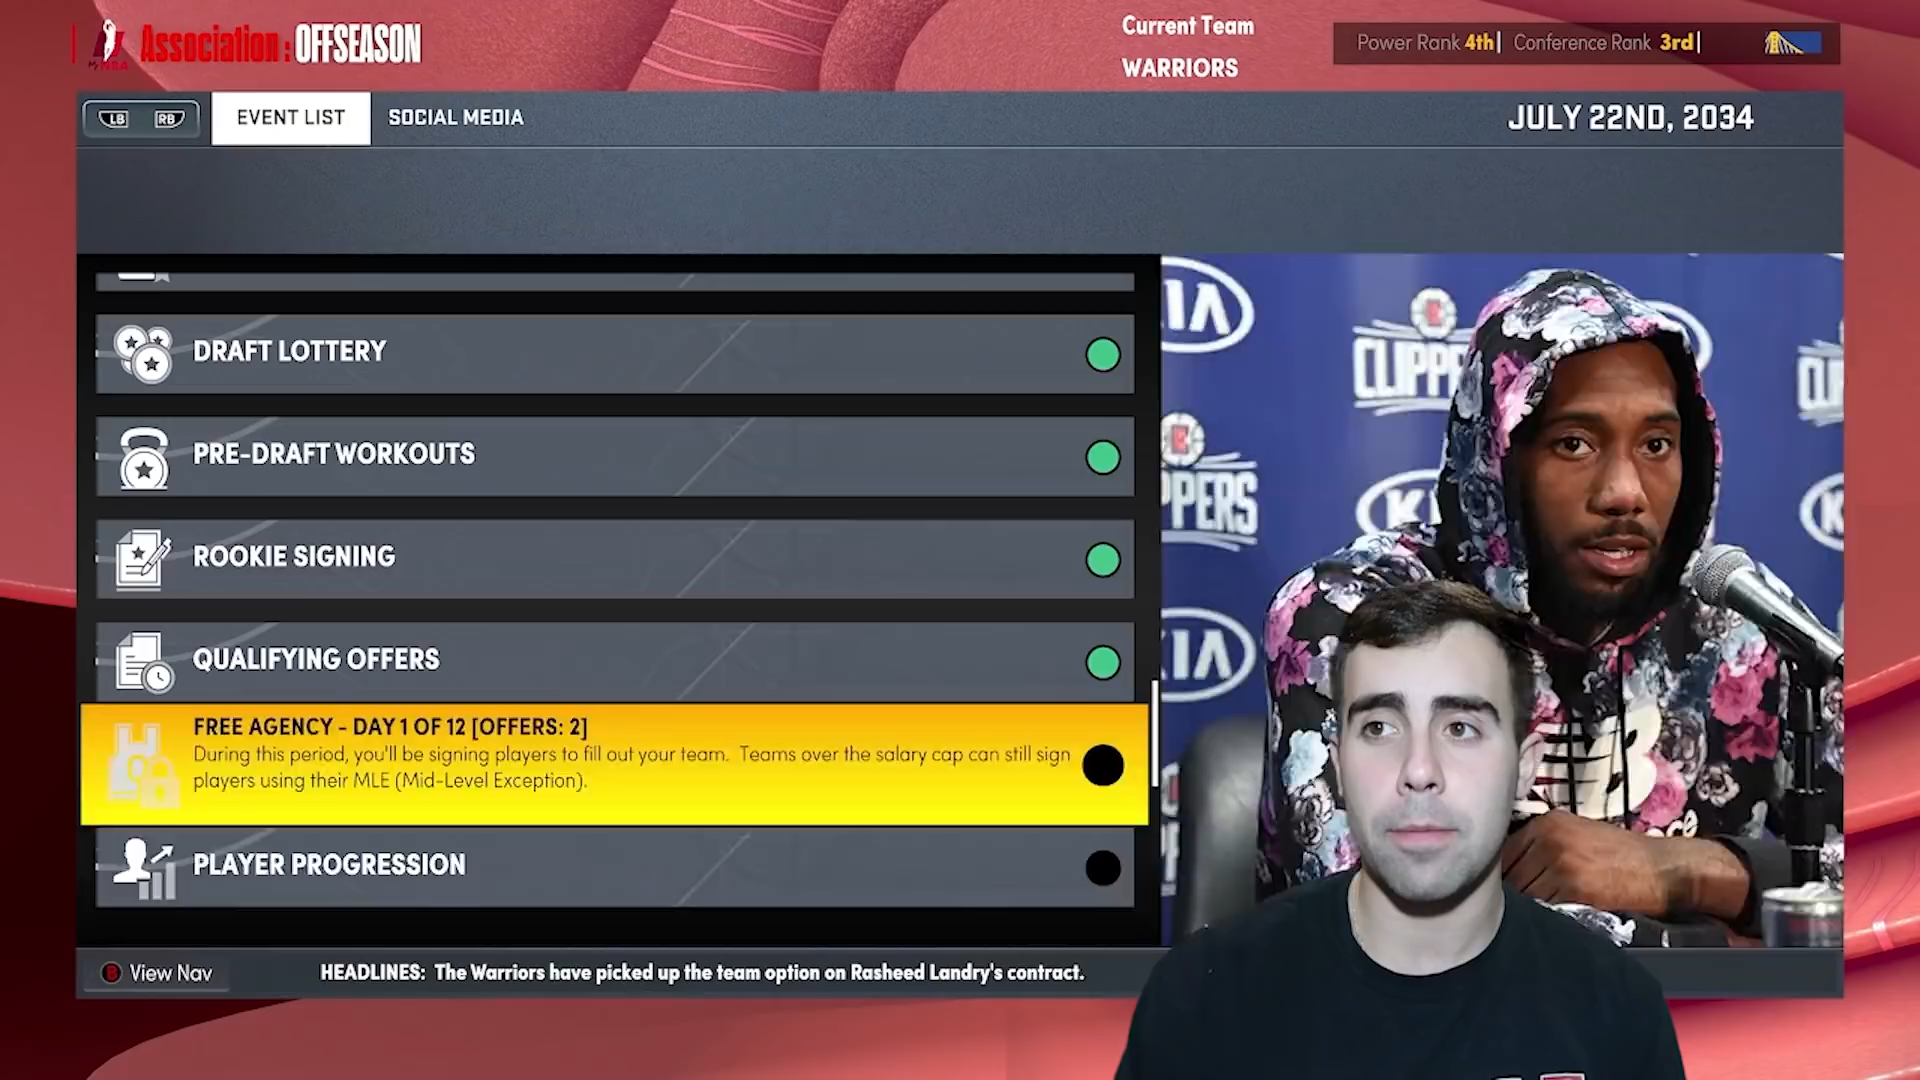 Association : OFFSEASON
Current Team
WARRIORS
Power Rank 4th| Conference Rank 3rd|
LB RB EVENT LIST SOCIAL MEDIA
JULY 22ND, 2034
DRAFT LOTTERY
PRE-DRAFT WORKOUTS
ROOKIE SIGNING
QUALIFYING OFFERS
FREE AGENCY - DAY 1 OF 12 [OFFERS: 2]
During this period, you'll be signing players to fill out your team. Teams over the salary cap can still sign
players using their MLE (Mid-Level Exception).
PLAYER PROGRESSION
B View Nav
HEADLINES: The Warriors have picked up the team option on Rasheed Landry's contract.
KIA
CLIPPERS
KIA